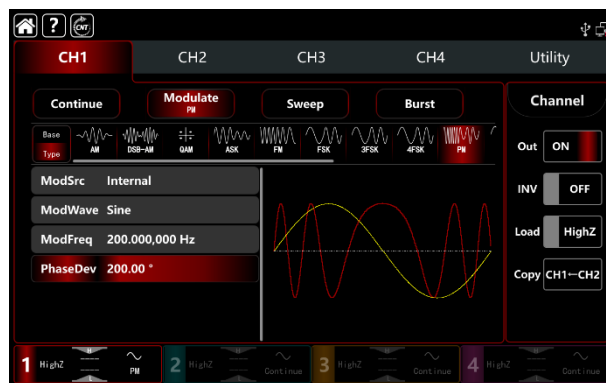 ? CNT
CH1 CH2 CH3 CH4 Utility
Continue Modulate PM Sweep Burst Channel
Base Type AM DSB-AM QAM ASK FM FSK 3FSK 4FSK PM
Out ON
ModSrc Internal
INV OFF
ModWave Sine
ModFreq 200.000,000 Hz
Load HighZ
PhaseDev 200.00 °
Copy CH1←CH2
1 HighZ PM 2 HighZ Continue 3 HighZ Continue 4 HighZ Continue